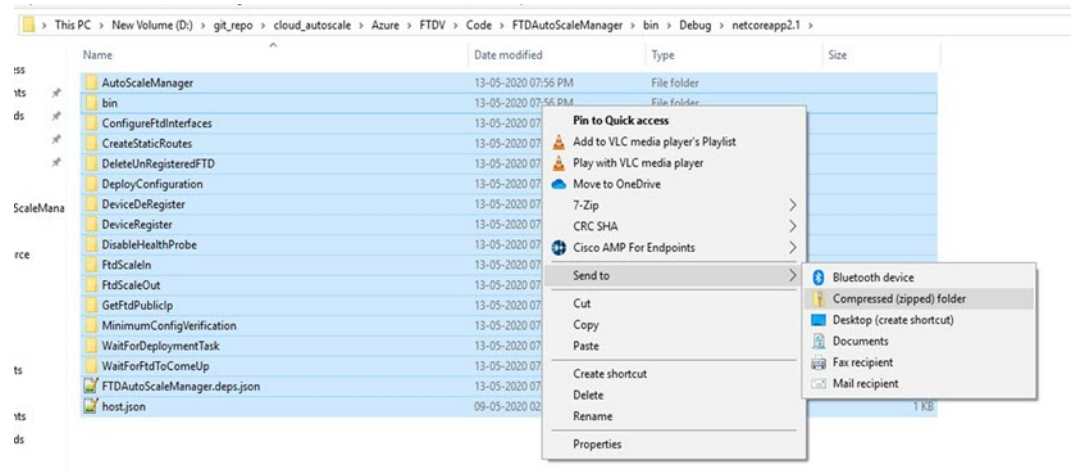 This PC > New Volume (D:) > git_repo > cloud_autoscale > Azure > FTDV > Code > FTDAutoScaleManager > bin > Debug > netcoreapp2.1 >
Name Date modified Type Size
ess
AutoScaleManager 13-05-2020 07:56 PM File folder
nts
bin 13-05-2020 07:56 PM File folder
ds
ConfigureFtdInterfaces 13-05-2020 07
Pin to Quick access
CreateStaticRoutes 13-05-2020 07
Add to VLC media player's Playlist
DeleteUnRegisteredFTD 13-05-2020 07
Play with VLC media player
DeployConfiguration 13-05-2020 07
Move to OneDrive
ScaleMana
DeviceDeRegister 13-05-2020 07
7-Zip
DeviceRegister 13-05-2020 07
CRC SHA
DisableHealthProbe 13-05-2020 07
Cisco AMP For Endpoints
rce
FtdScaleIn 13-05-2020 07
Send to
Bluetooth device
FtdScaleOut 13-05-2020 07
Compressed (zipped) folder
GetFtdPublicIp 13-05-2020 07
Cut
Desktop (create shortcut)
MinimumConfigVerification 13-05-2020 07
Copy
Documents
WaitForDeploymentTask 13-05-2020 07
Paste
Fax recipient
ts
WaitForFtdToComeUp 13-05-2020 07
Create shortcut
Mail recipient
FTDAutoScaleManager.deps.json 13-05-2020 07
Delete
host.json 09-05-2020 02
1 KB
nts
Rename
ds
Properties